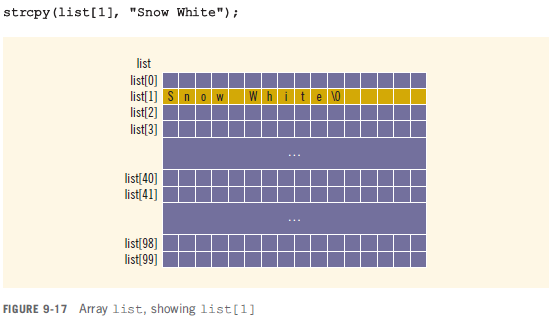 strcpy(list[1], "Snow White");
list
list[0]
list[1] S n o w W h i t e \0
list[2]
list[3]
...
list[40]
list[41]
...
list[98]
list[99]
FIGURE 9-17 Array list, showing list[1]